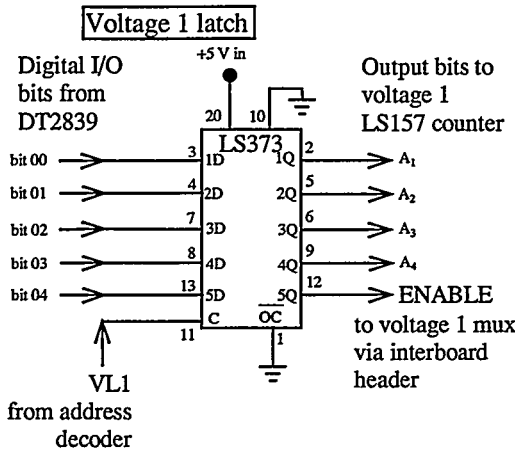 Voltage 1 latch
+5 V in
Digital I/O
bits from
DT2839
Output bits to
voltage 1
LS157 counter
20
10
LS373
bit 00
3
1D
1Q
2
A₁
bit 01
4
2D
2Q
5
A₂
bit 02
7
3D
3Q
6
A₃
bit 03
8
4D
4Q
9
A₄
bit 04
13
5D
5Q
12
ENABLE
C
OC
11
1
to voltage 1 mux
via interboard
header
VL1
from address
decoder